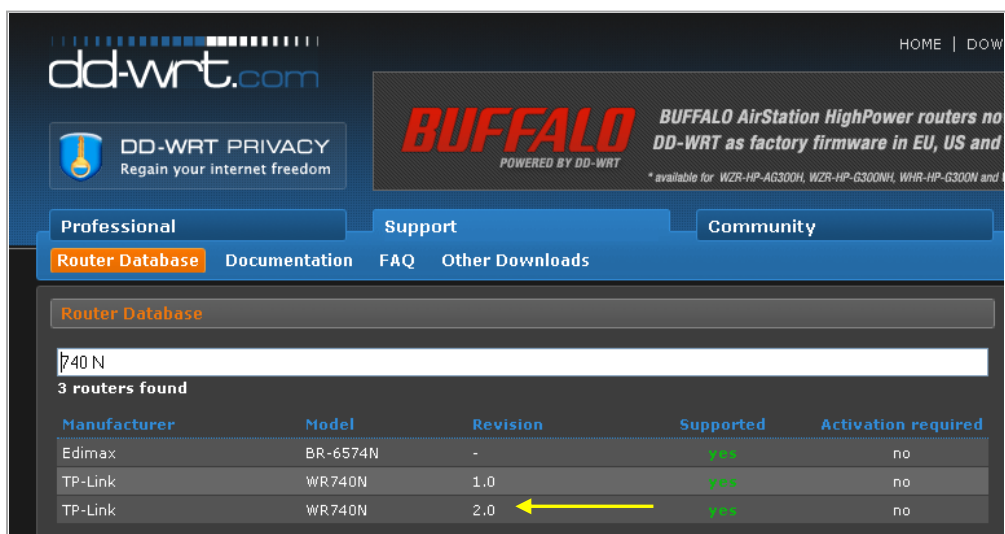 HOME | DOW
dd-wrt.com
BUFFALO
POWERED BY DD-WRT
BUFFALO AirStation HighPower routers no
DD-WRT as factory firmware in EU, US and
* available for WZR-HP-AG300H, WZR-HP-G300NH, WHR-HP-G300N and
DD-WRT PRIVACY
Regain your internet freedom
Professional Support Community
Router Database Documentation FAQ Other Downloads
Router Database
740 N
3 routers found
Manufacturer Model Revision Supported Activation required
Edimax BR-6574N - yes no
TP-Link WR740N 1.0 yes no
TP-Link WR740N 2.0 yes no